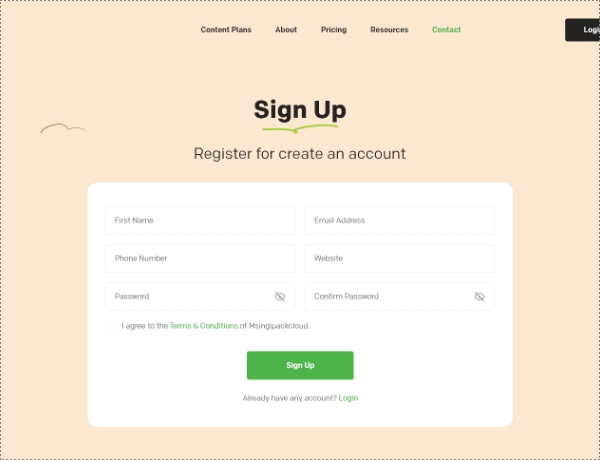 Content Plans About Pricing Resources Contact Login
Sign Up
Register for create an account
First Name Email Address
Phone Number Website
Password Confirm Password
I agree to the Terms & Conditions of Msingipackcloud.
Sign Up
Already have any account? Login